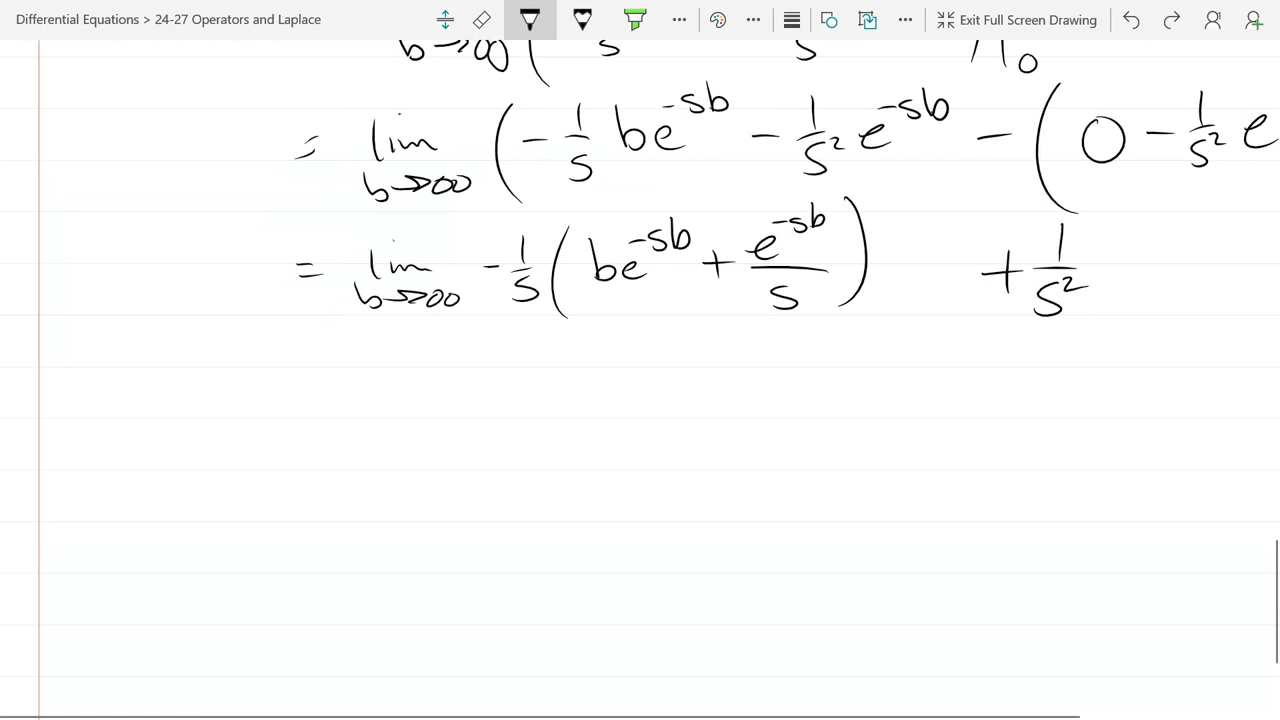 Differential Equations > 24-27 Operators and Laplace
Exit Full Screen Drawing
b→∞ ( s s )|₀
= lim b→∞ ( - 1/s be^{-sb} - 1/s² e^{-sb} - ( 0 - 1/s² e
= lim b→∞ - 1/s ( be^{-sb} + e^{-sb}/s ) + 1/s²